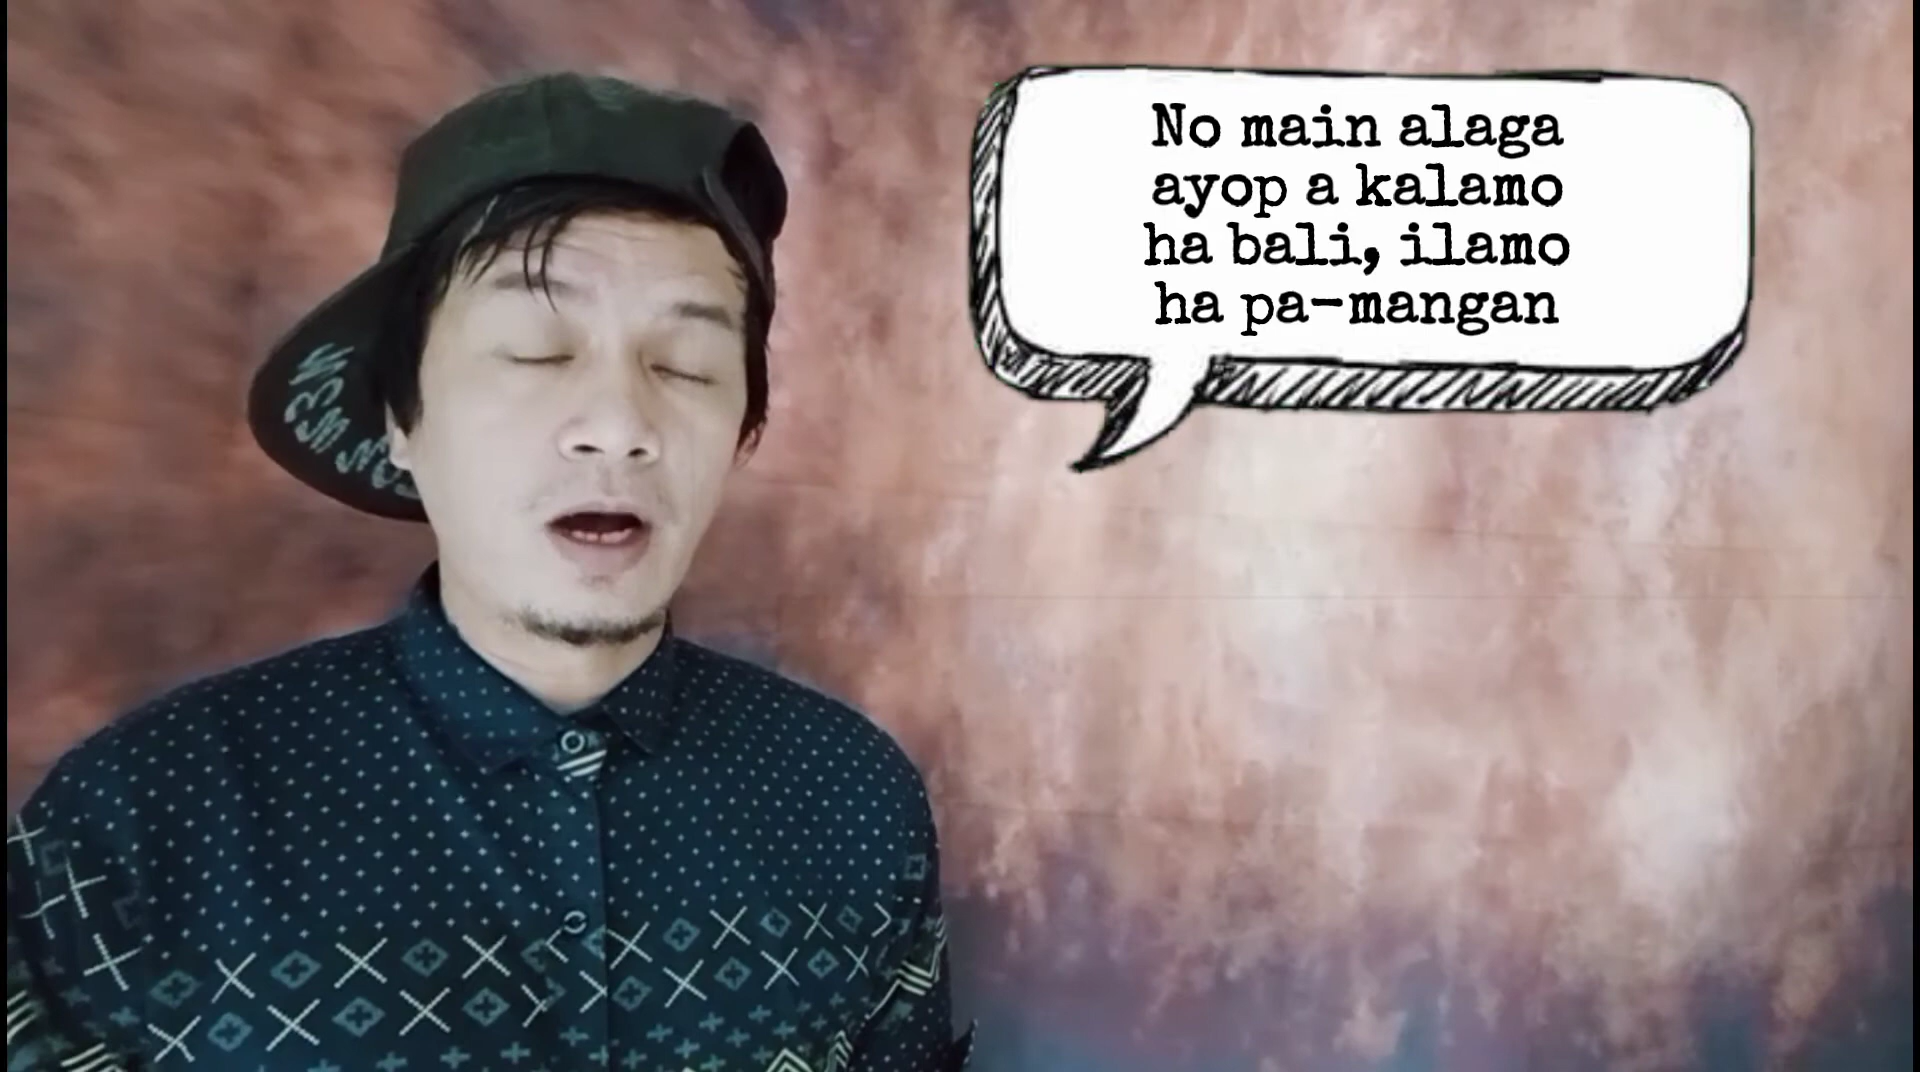 No main alaga
ayop a kalamo
ha bali, ilamo
ha pa-mangan